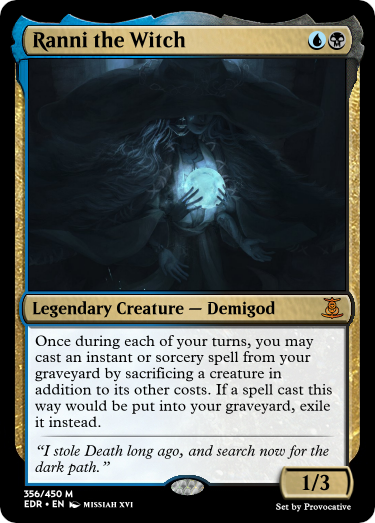 Ranni the Witch
Legendary Creature — Demigod
Once during each of your turns, you may
cast an instant or sorcery spell from your
graveyard by sacrificing a creature in
addition to its other costs. If a spell cast this
way would be put into your graveyard, exile
it instead.
“I stole Death long ago, and search now for the
dark path.”
1/3
356/450 M
EDR • EN MISSIAH XVI
Set by Provocative